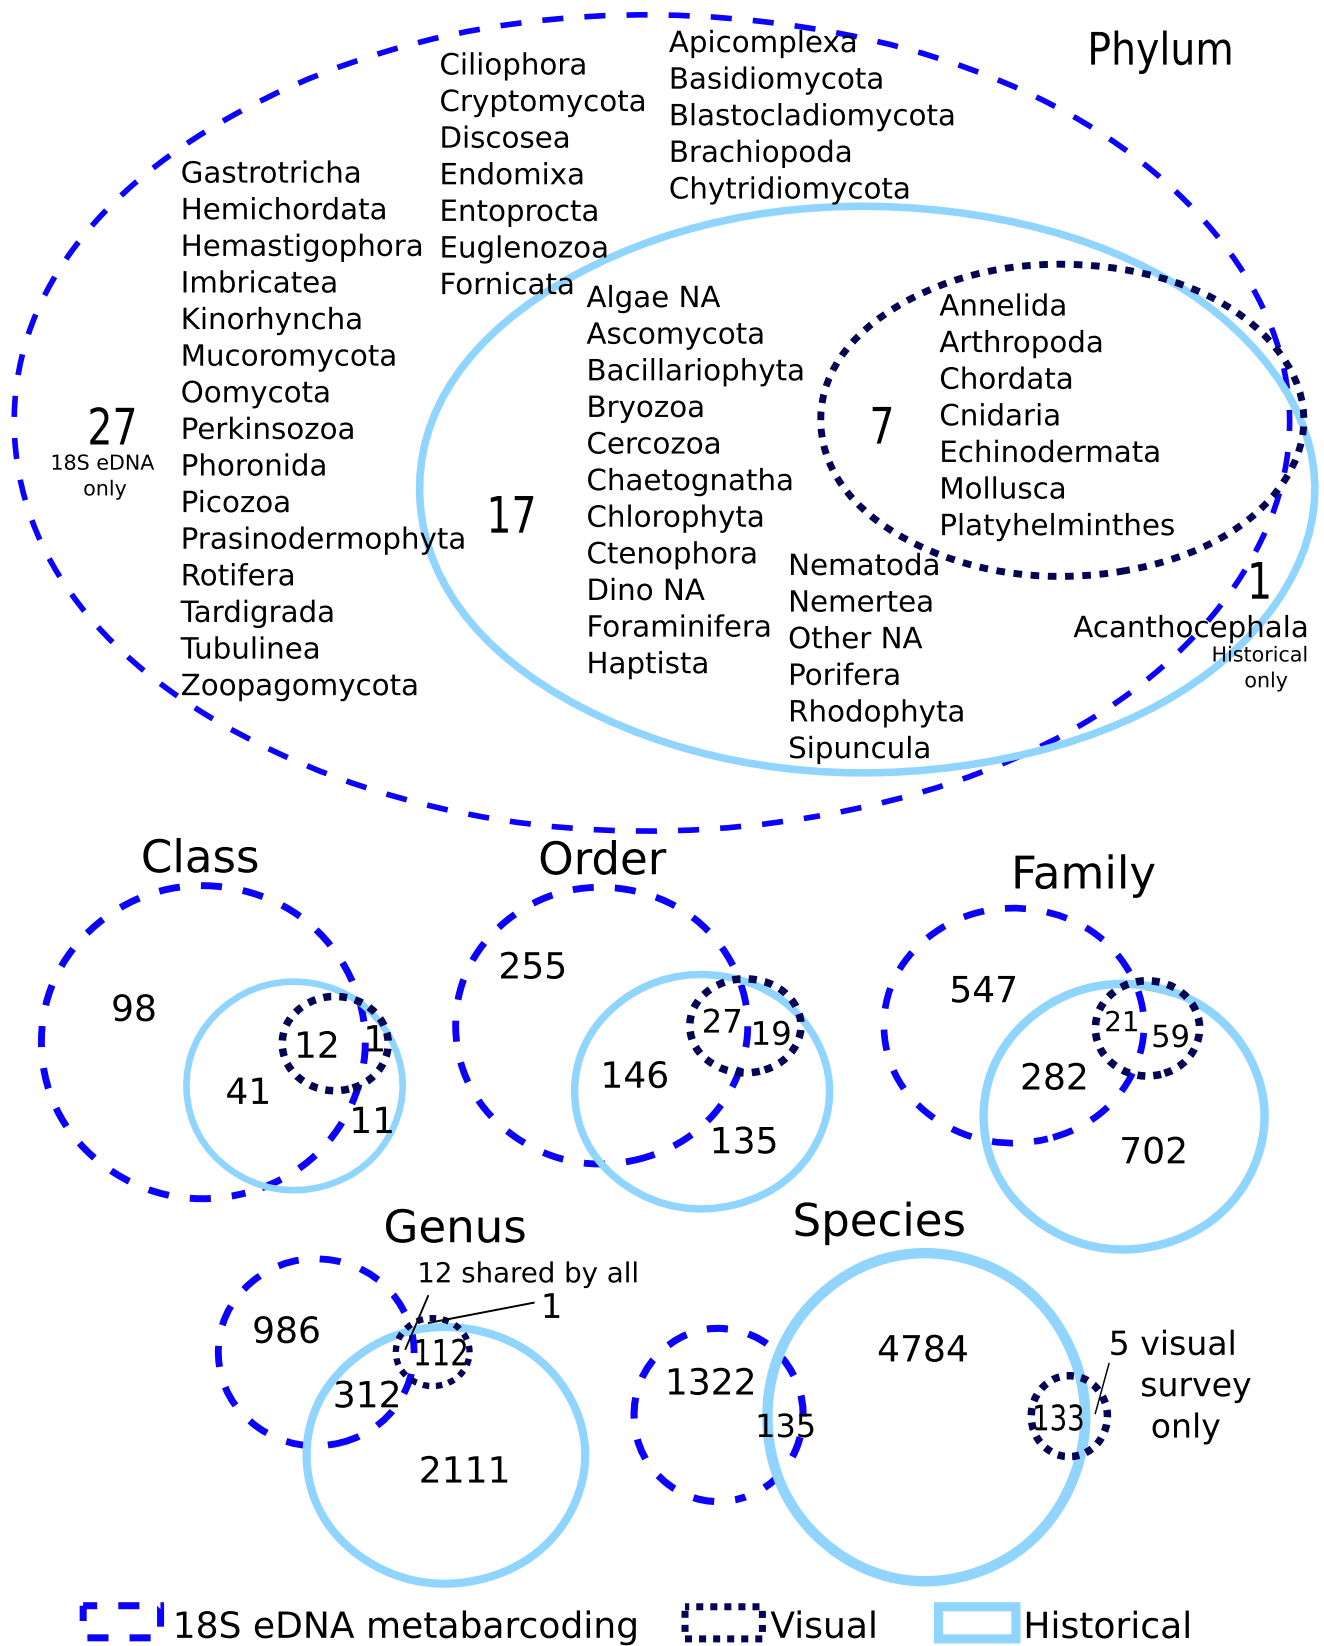 Phylum
Apicomplexa
Basidiomycota
Blastocladiomycota
Brachiopoda
Chytridiomycota
Ciliophora
Cryptomycota
Discosea
Endomixa
Entoprocta
Euglenozoa
Fornicata
Gastrotricha
Hemichordata
Hemastigophora
Imbricatea
Kinorhyncha
Mucoromycota
Oomycota
Perkinsozoa
Phoronida
Picozoa
Prasinodermophyta
Rotifera
Tardigrada
Tubulinea
Zoopagomycota
27
18S eDNA
only
17
Algae NA
Ascomycota
Bacillariophyta
Bryozoa
Cercozoa
Chaetognatha
Chlorophyta
Ctenophora
Dino NA
Foraminifera
Haptista
Nematoda
Nemertea
Other NA
Porifera
Rhodophyta
Sipuncula
7
Annelida
Arthropoda
Chordata
Cnidaria
Echinodermata
Mollusca
Platyhelminthes
1
Acanthocephala
Historical
only
Class
98
12
1
41
11
Order
255
27
19
146
135
Family
547
21
59
282
702
Genus
12 shared by all
1
986
112
312
2111
Species
4784
1322
135
133
5 visual
survey
only
18S eDNA metabarcoding
Visual
Historical